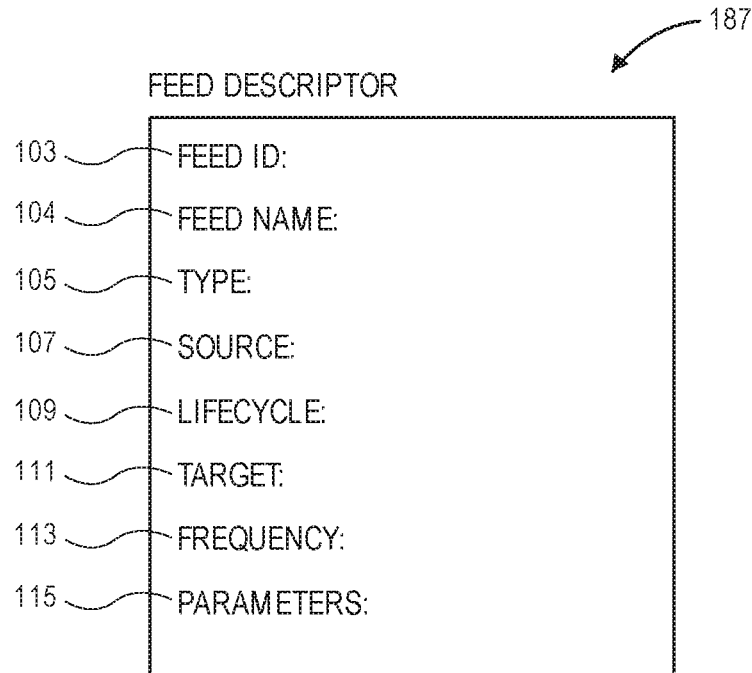 187
FEED DESCRIPTOR
103 FEED ID:
104 FEED NAME:
105 TYPE:
107 SOURCE:
109 LIFECYCLE:
111 TARGET:
113 FREQUENCY:
115 PARAMETERS: